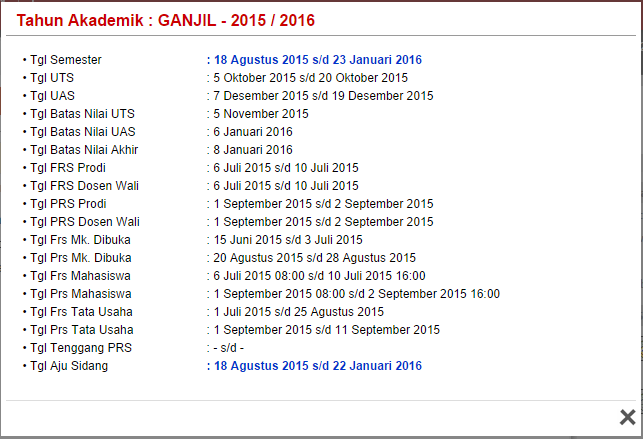 Tahun Akademik : GANJIL - 2015 / 2016
• Tgl Semester : 18 Agustus 2015 s/d 23 Januari 2016
• Tgl UTS : 5 Oktober 2015 s/d 20 Oktober 2015
• Tgl UAS : 7 Desember 2015 s/d 19 Desember 2015
• Tgl Batas Nilai UTS : 5 November 2015
• Tgl Batas Nilai UAS : 6 Januari 2016
• Tgl Batas Nilai Akhir : 8 Januari 2016
• Tgl FRS Prodi : 6 Juli 2015 s/d 10 Juli 2015
• Tgl FRS Dosen Wali : 6 Juli 2015 s/d 10 Juli 2015
• Tgl PRS Prodi : 1 September 2015 s/d 2 September 2015
• Tgl PRS Dosen Wali : 1 September 2015 s/d 2 September 2015
• Tgl Frs Mk. Dibuka : 15 Juni 2015 s/d 3 Juli 2015
• Tgl Prs Mk. Dibuka : 20 Agustus 2015 s/d 28 Agustus 2015
• Tgl Frs Mahasiswa : 6 Juli 2015 08:00 s/d 10 Juli 2015 16:00
• Tgl Prs Mahasiswa : 1 September 2015 08:00 s/d 2 September 2015 16:00
• Tgl Frs Tata Usaha : 1 Juli 2015 s/d 25 Agustus 2015
• Tgl Prs Tata Usaha : 1 September 2015 s/d 11 September 2015
• Tgl Tenggang PRS : - s/d -
• Tgl Aju Sidang : 18 Agustus 2015 s/d 22 Januari 2016